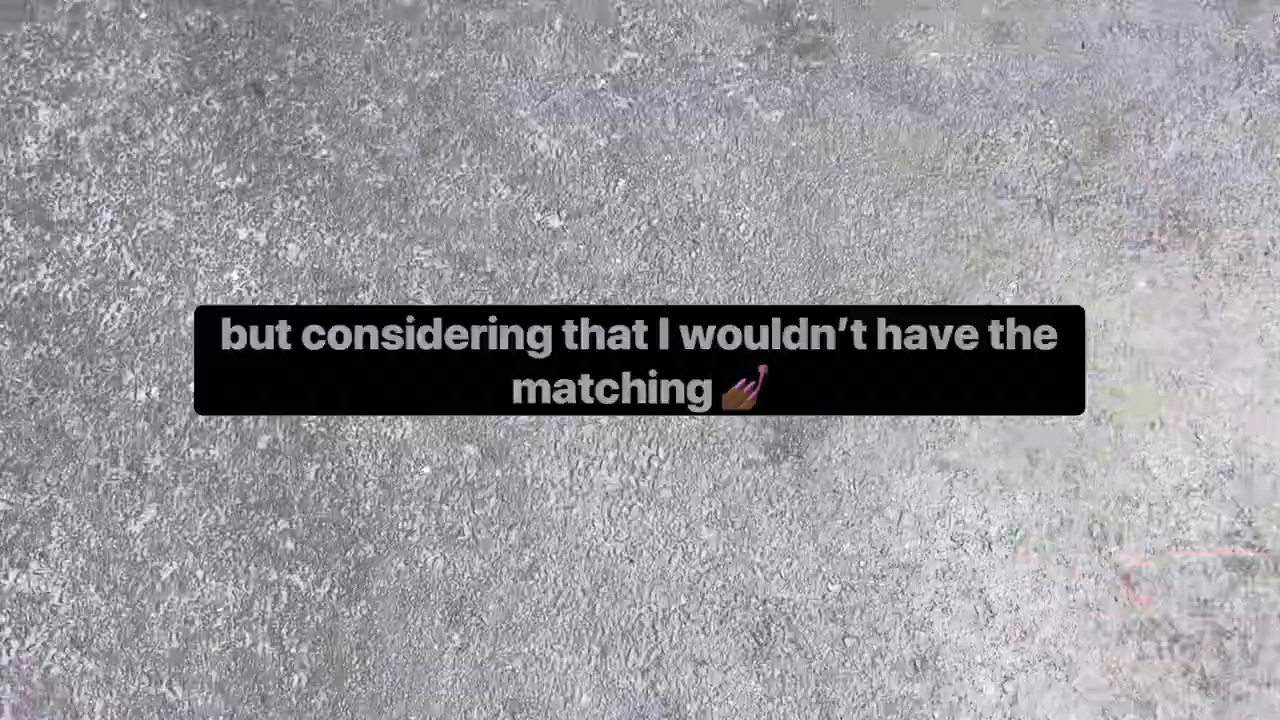 but considering that I wouldn’t have the
matching 💅🏾